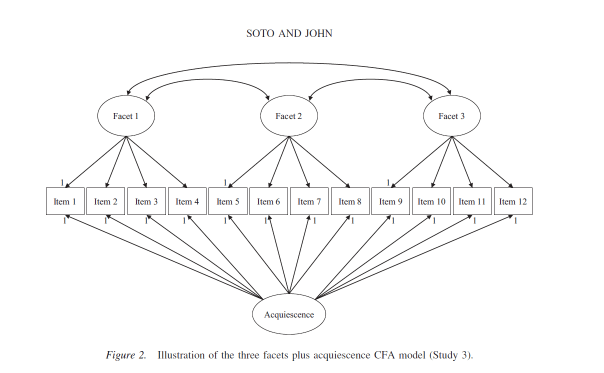 SOTO AND JOHN
Facet 1 Facet 2 Facet 3
1 1 1
Item 1 Item 2 Item 3 Item 4 Item 5 Item 6 Item 7 Item 8 Item 9 Item 10 Item 11 Item 12
1 1 1 1 1 1 1 1 1 1 1 1
Acquiescence
Figure 2. Illustration of the three facets plus acquiescence CFA model (Study 3).